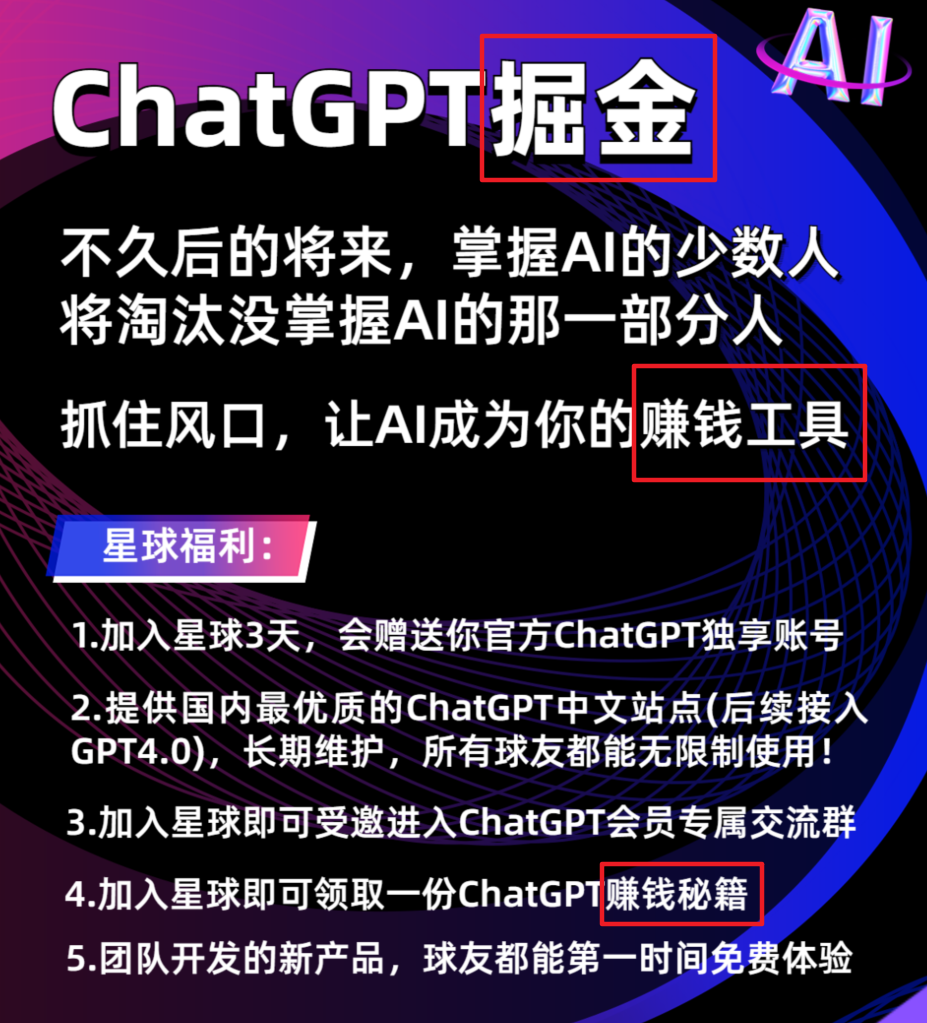 AI
ChatGPT掘金
不久后的将来，掌握AI的少数人
将淘汰没掌握AI的那一部分人
抓住风口，让AI成为你的赚钱工具
星球福利：
1.加入星球3天，会赠送你官方ChatGPT独享账号
2.提供国内最优质的ChatGPT中文站点(后续接入
GPT4.0)，长期维护，所有球友都能无限制使用！
3.加入星球即可受邀进入ChatGPT会员专属交流群
4.加入星球即可领取一份ChatGPT赚钱秘籍
5.团队开发的新产品，球友都能第一时间免费体验